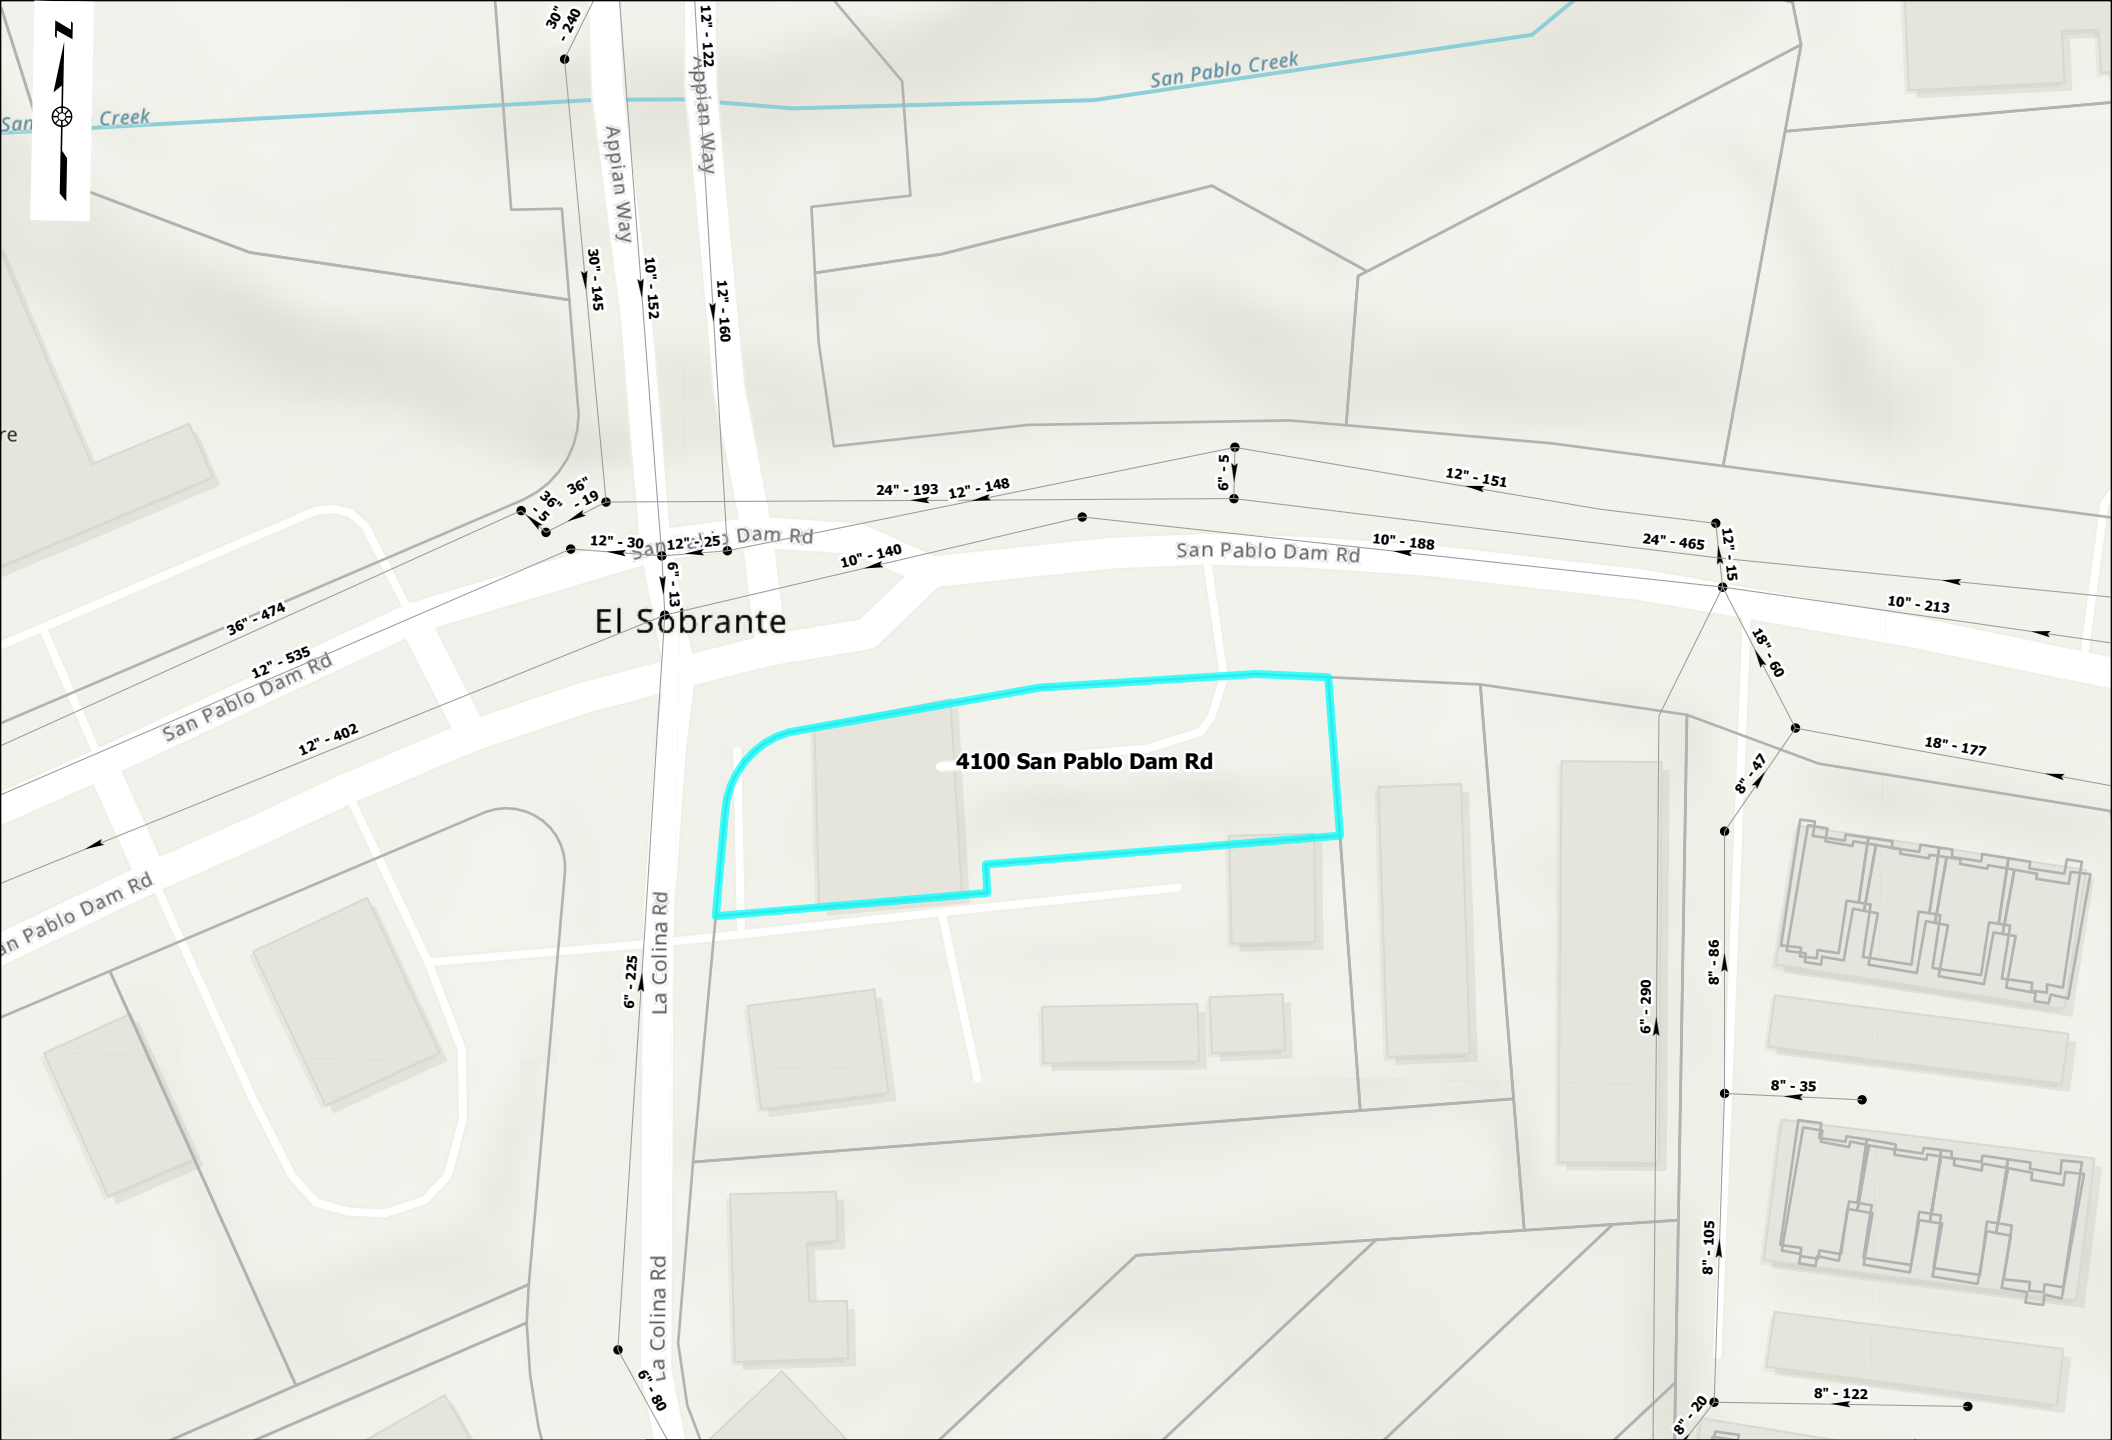 30"
- 240
12" - 122
N
San
Creek
San Pablo Creek
Appian Way
Appian Way
30" - 145
10" - 152
12" - 160
re
6" - 5
12" - 151
24" - 193
12" - 148
36"
- 19
36"
- 5
12" - 30
12" - 25
San Pablo Dam Rd
10" - 140
San Pablo Dam Rd
10" - 188
24" - 465
12" - 15
6" - 13
10" - 213
El Sobrante
36" - 474
12" - 535
San Pablo Dam Rd
18" - 60
12" - 402
4100 San Pablo Dam Rd
8" - 47
18" - 177
an Pablo Dam Rd
La Colina Rd
6" - 225
8" - 86
6" - 290
8" - 35
8" - 105
La Colina Rd
6" - 80
8" - 122
8" - 20